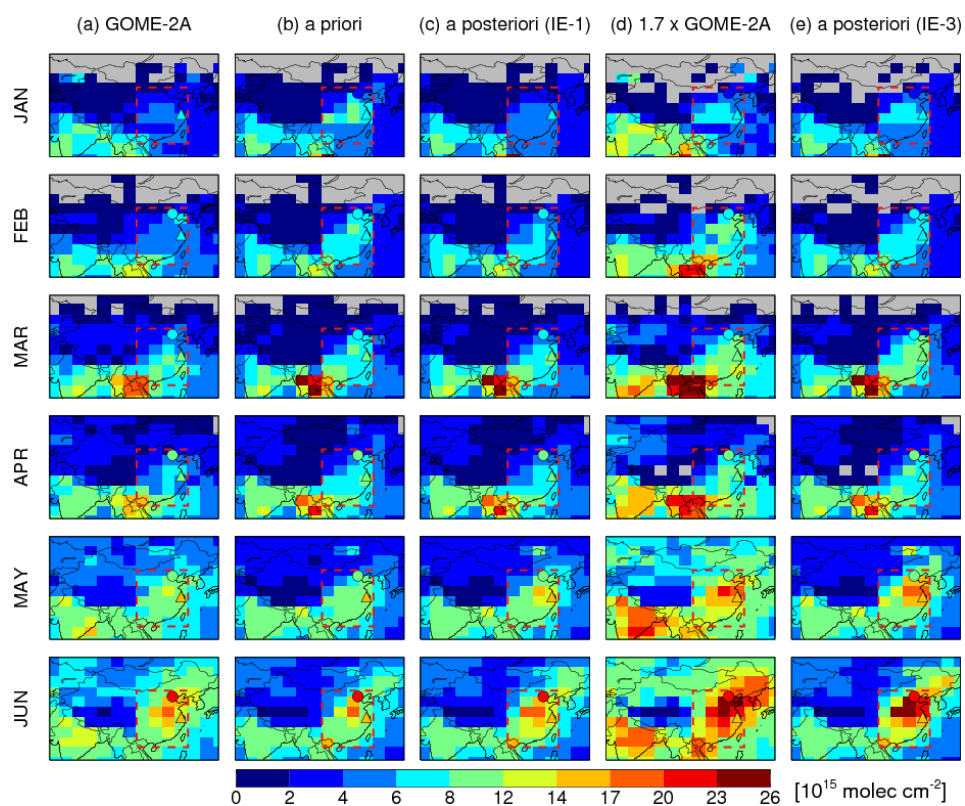 (a) GOME-2A (b) a priori (c) a posteriori (IE-1) (d) 1.7 x GOME-2A (e) a posteriori (IE-3)
JAN
FEB
MAR
APR
MAY
JUN
0 2 4 6 8 12 14 17 20 23 26 [10¹⁵ molec cm⁻²]